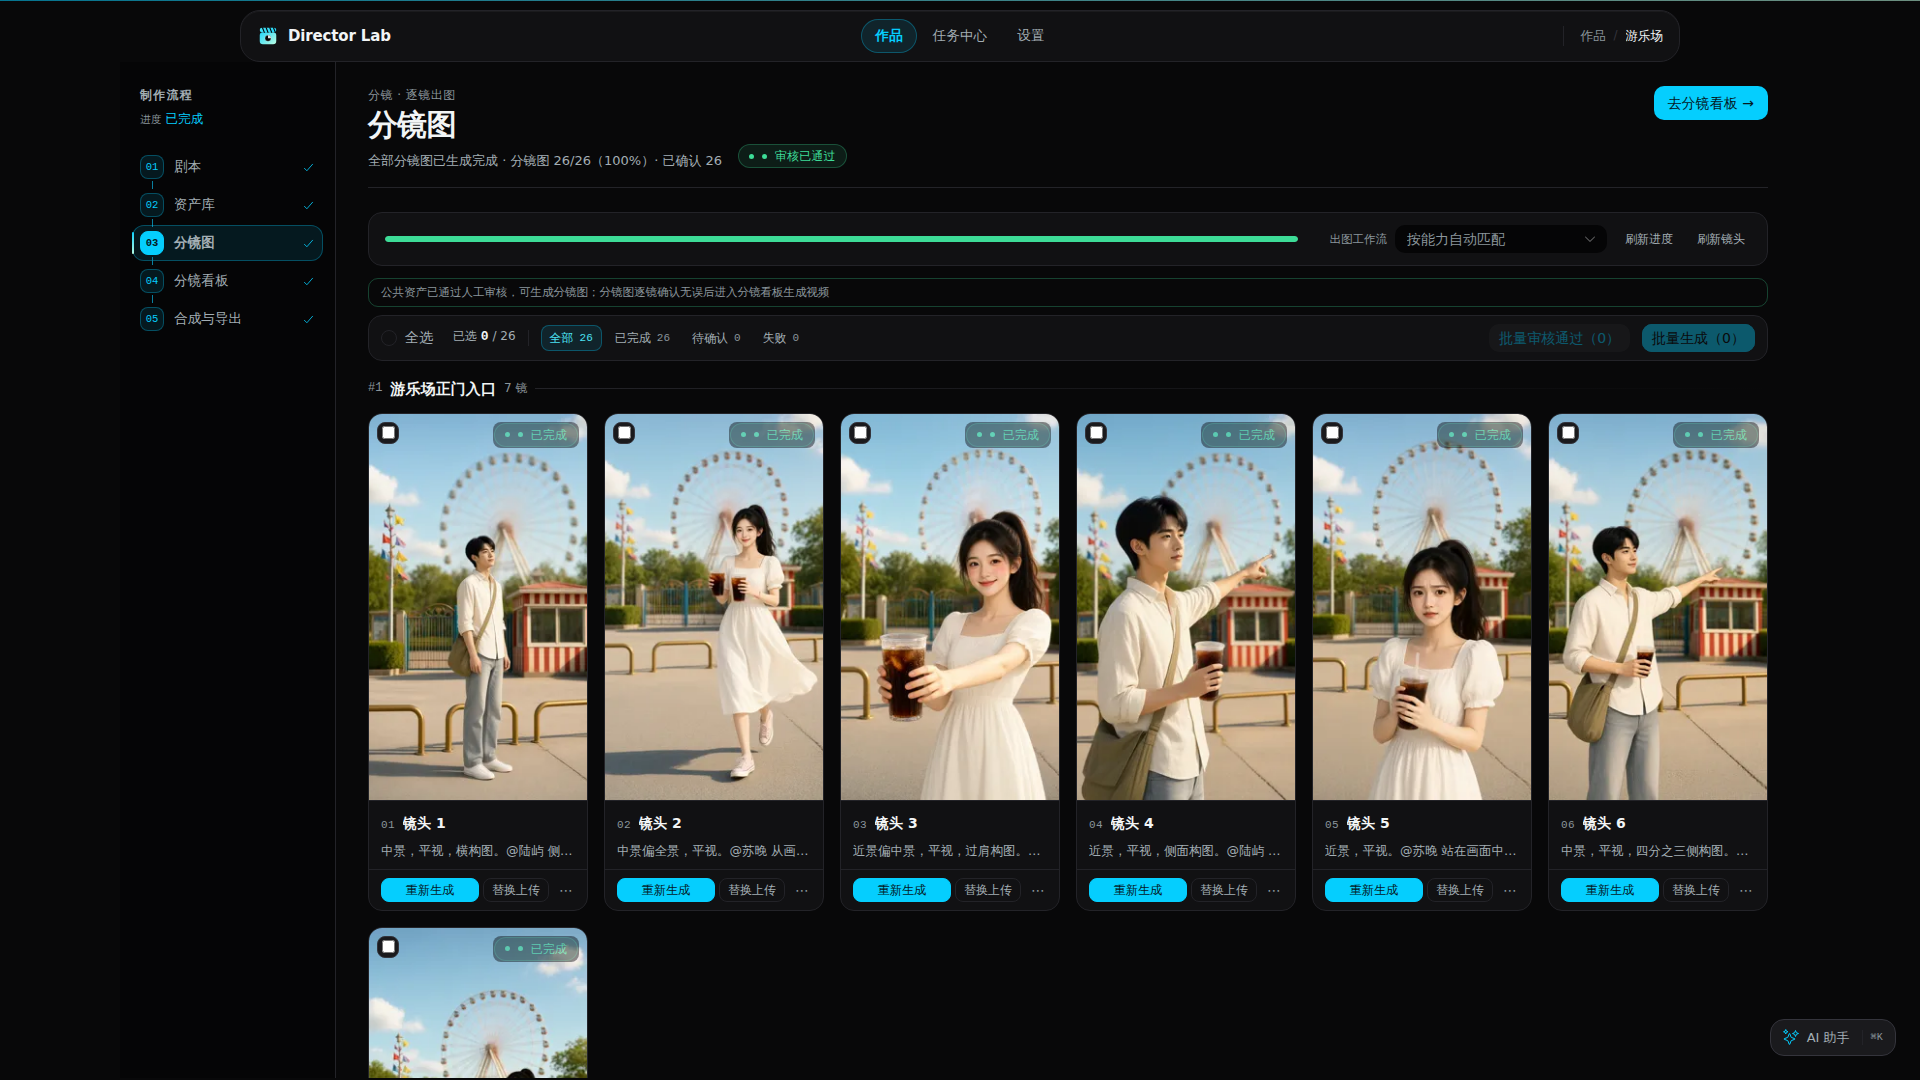 Director Lab
作品
任务中心
设置
作品 / 游乐场
制作流程
进度 已完成
01 剧本
02 资产库
03 分镜图
04 分镜看板
05 合成与导出
分镜 · 逐镜出图
分镜图
全部分镜图已生成完成 · 分镜图 26/26（100%）· 已确认 26
审核已通过
去分镜看板 →
出图工作流
按能力自动匹配
刷新进度
刷新镜头
公共资产已通过人工审核，可生成分镜图；分镜图逐镜确认无误后进入分镜看板生成视频
全选
已选 0 / 26
全部 26
已完成 26
待确认 0
失败 0
批量审核通过（0）
批量生成（0）
#1 游乐场正门入口 7 镜
已完成
已完成
已完成
已完成
已完成
已完成
01 镜头 1
02 镜头 2
03 镜头 3
04 镜头 4
05 镜头 5
06 镜头 6
中景，平视，横构图。@陆屿 侧...
中景偏全景，平视。@苏晚 从画...
近景偏中景，平视，过肩构图。...
近景，平视，侧面构图。@陆屿 ...
近景，平视。@苏晚 站在画面中...
中景，平视，四分之三侧构图。...
重新生成 替换上传 ···
重新生成 替换上传 ···
重新生成 替换上传 ···
重新生成 替换上传 ···
重新生成 替换上传 ···
重新生成 替换上传 ···
已完成
AI 助手 ⌘K